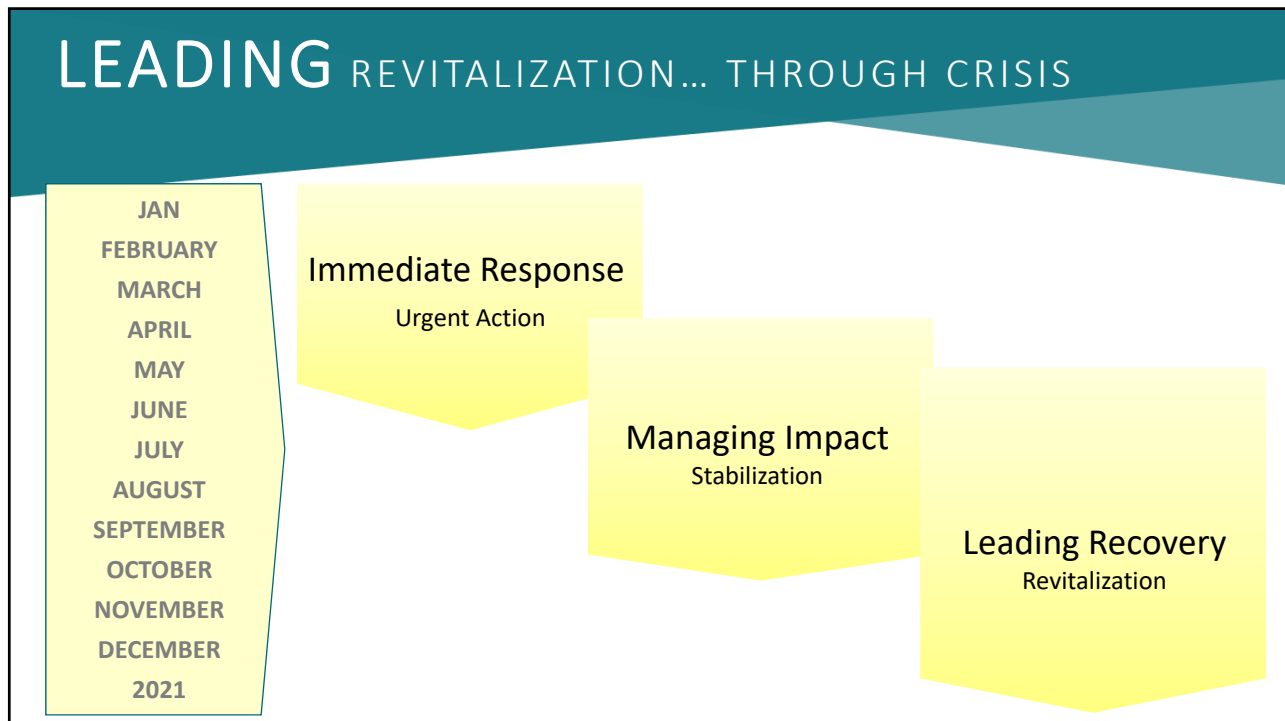 LEADING REVITALIZATION... THROUGH CRISIS
JAN
FEBRUARY
MARCH
APRIL
MAY
JUNE
JULY
AUGUST
SEPTEMBER
OCTOBER
NOVEMBER
DECEMBER
2021
Immediate Response
Urgent Action
Managing Impact
Stabilization
Leading Recovery
Revitalization